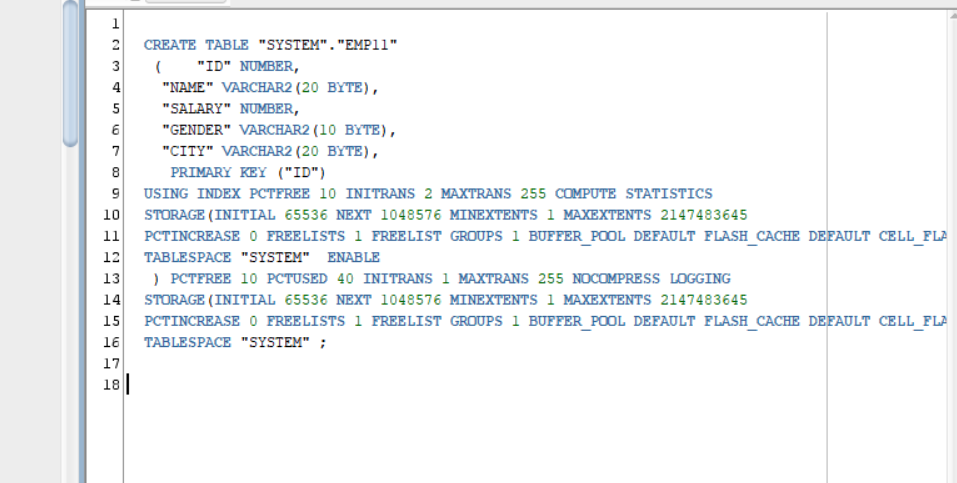 1
2 CREATE TABLE "SYSTEM"."EMP11"
3 ( "ID" NUMBER,
4 "NAME" VARCHAR2(20 BYTE),
5 "SALARY" NUMBER,
6 "GENDER" VARCHAR2(10 BYTE),
7 "CITY" VARCHAR2(20 BYTE),
8 PRIMARY KEY ("ID")
9 USING INDEX PCTFREE 10 INITRANS 2 MAXTRANS 255 COMPUTE STATISTICS
10 STORAGE(INITIAL 65536 NEXT 1048576 MINEXTENTS 1 MAXEXTENTS 2147483645
11 PCTINCREASE 0 FREELISTS 1 FREELIST GROUPS 1 BUFFER_POOL DEFAULT FLASH_CACHE DEFAULT CELL_FLA
12 TABLESPACE "SYSTEM" ENABLE
13 ) PCTFREE 10 PCTUSED 40 INITRANS 1 MAXTRANS 255 NOCOMPRESS LOGGING
14 STORAGE(INITIAL 65536 NEXT 1048576 MINEXTENTS 1 MAXEXTENTS 2147483645
15 PCTINCREASE 0 FREELISTS 1 FREELIST GROUPS 1 BUFFER_POOL DEFAULT FLASH_CACHE DEFAULT CELL_FLA
16 TABLESPACE "SYSTEM" ;
17
18